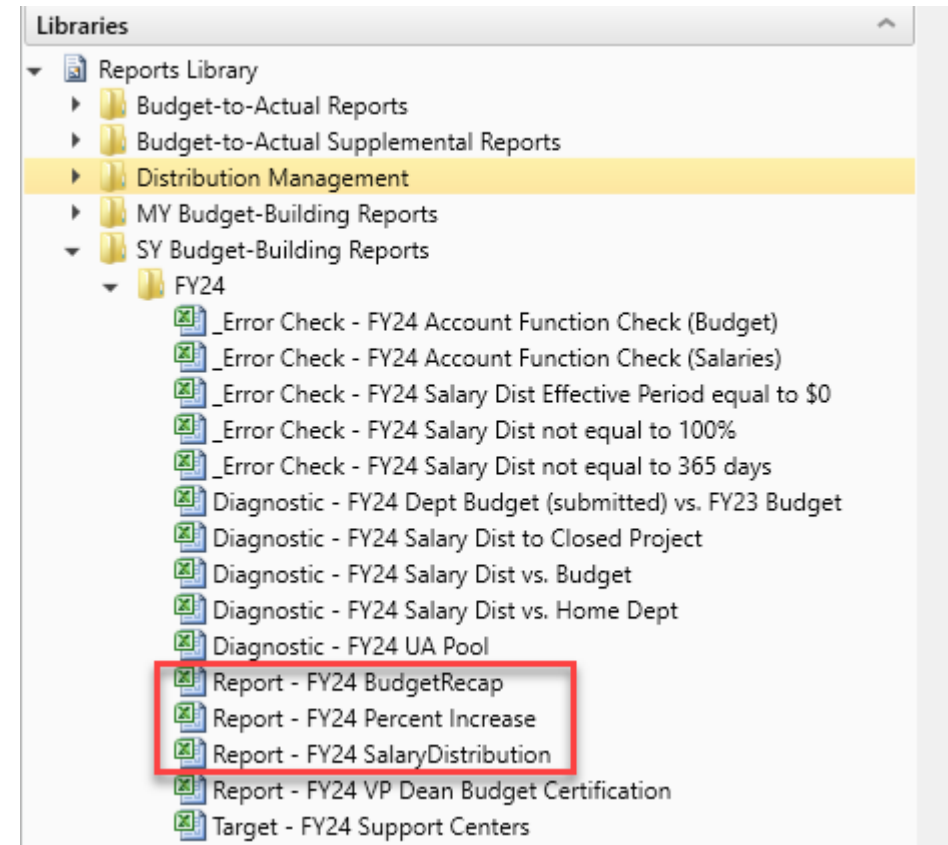 Libraries
Reports Library
Budget-to-Actual Reports
Budget-to-Actual Supplemental Reports
Distribution Management
MY Budget-Building Reports
SY Budget-Building Reports
FY24
_Error Check - FY24 Account Function Check (Budget)
_Error Check - FY24 Account Function Check (Salaries)
_Error Check - FY24 Salary Dist Effective Period equal to $0
_Error Check - FY24 Salary Dist not equal to 100%
_Error Check - FY24 Salary Dist not equal to 365 days
Diagnostic - FY24 Dept Budget (submitted) vs. FY23 Budget
Diagnostic - FY24 Salary Dist to Closed Project
Diagnostic - FY24 Salary Dist vs. Budget
Diagnostic - FY24 Salary Dist vs. Home Dept
Diagnostic - FY24 UA Pool
Report - FY24 BudgetRecap
Report - FY24 Percent Increase
Report - FY24 SalaryDistribution
Report - FY24 VP Dean Budget Certification
Target - FY24 Support Centers